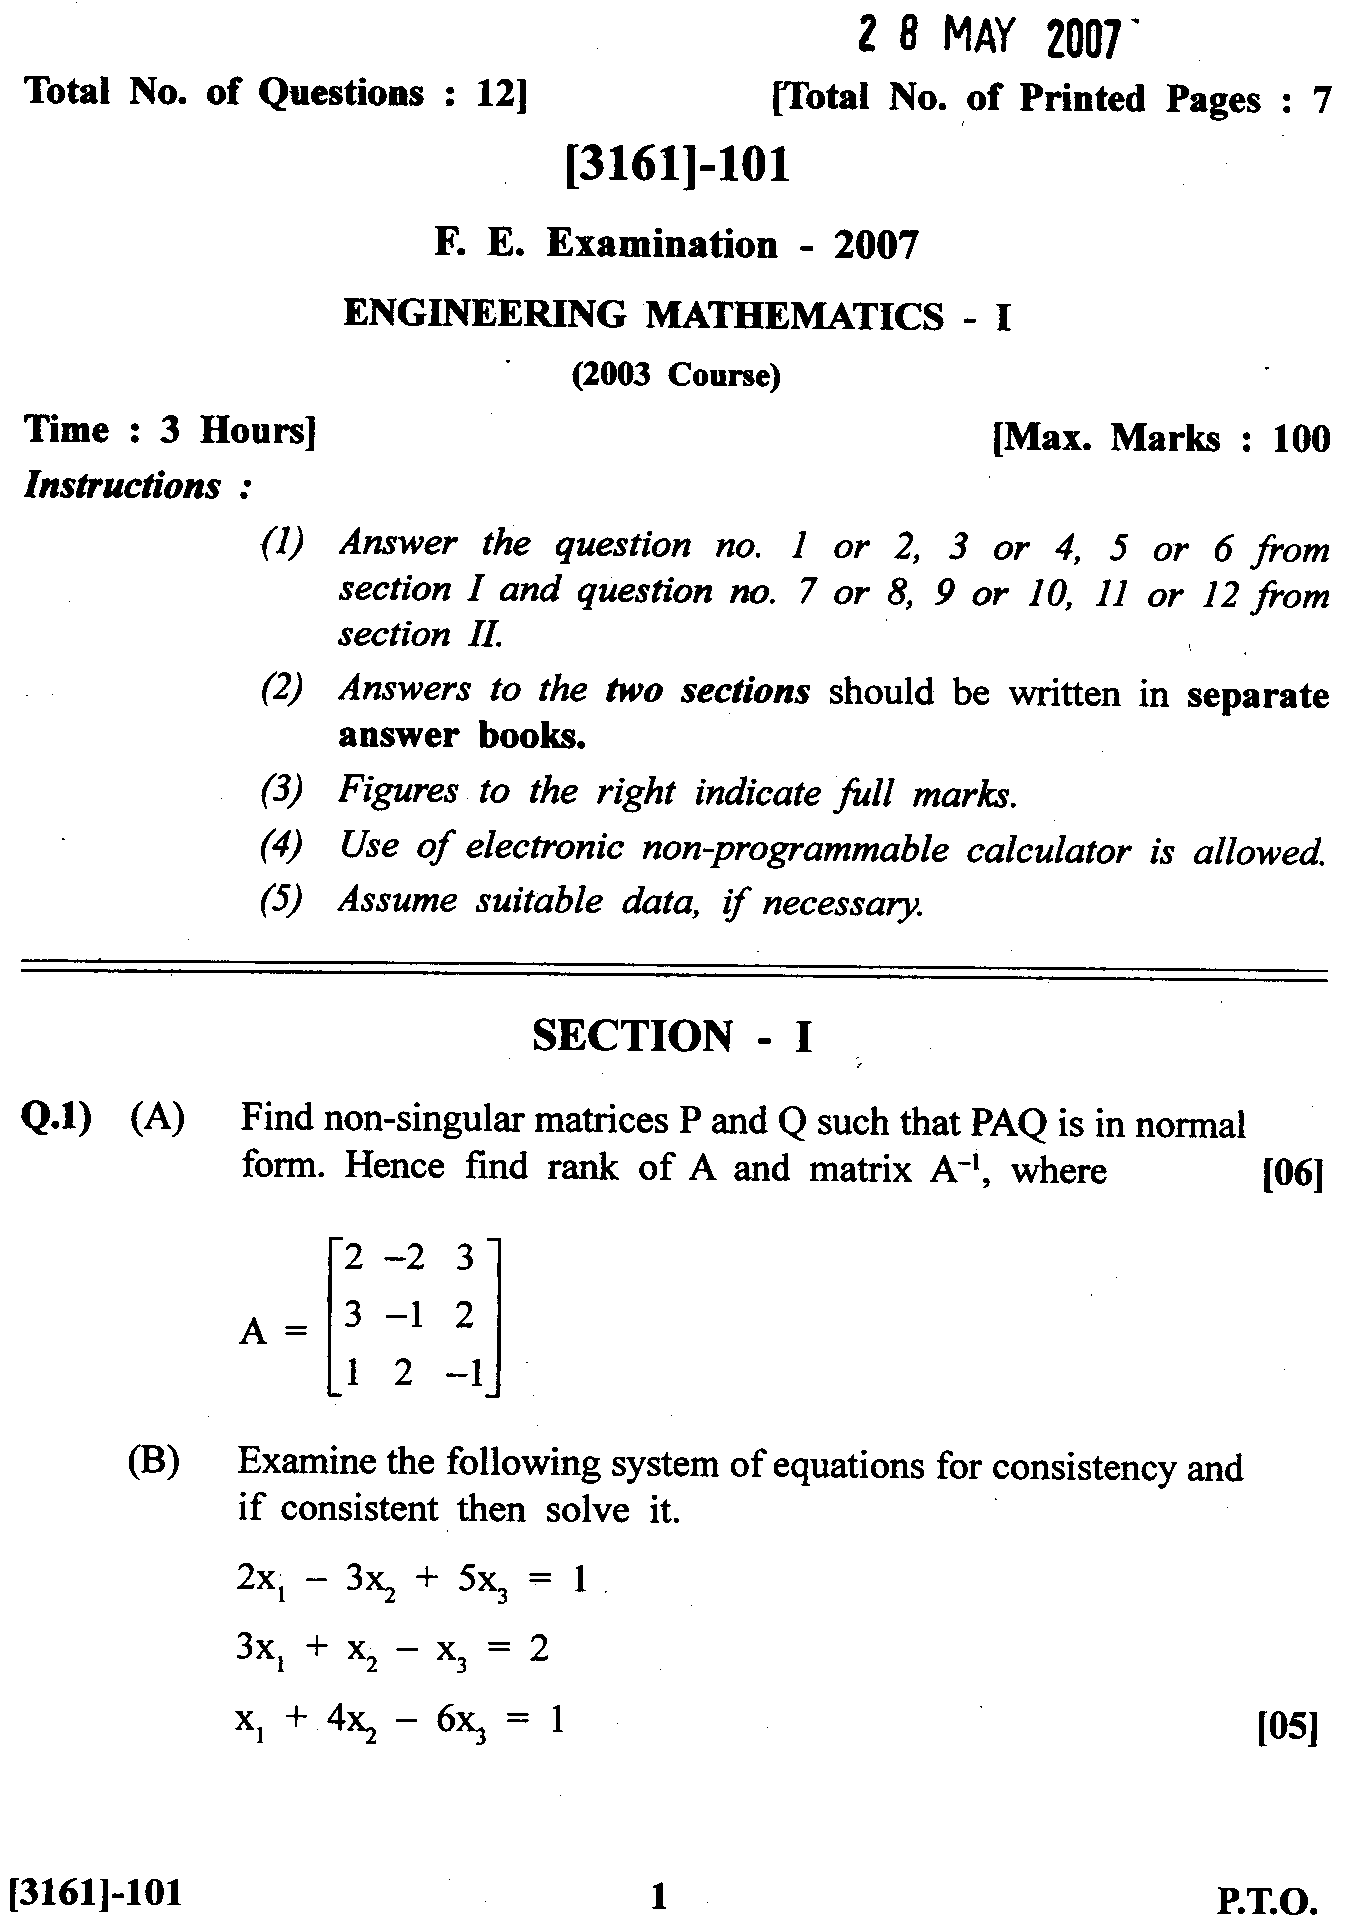 28 MAY 2007
Total No. of Questions : 12] [Total No. of Printed Pages : 7
[3161]-101
F. E. Examination - 2007
ENGINEERING MATHEMATICS - I
(2003 Course)
Time : 3 Hours] [Max. Marks : 100
Instructions :
(1) Answer the question no. 1 or 2, 3 or 4, 5 or 6 from
section I and question no. 7 or 8, 9 or 10, 11 or 12 from
section II.
(2) Answers to the two sections should be written in separate
answer books.
(3) Figures to the right indicate full marks.
(4) Use of electronic non-programmable calculator is allowed.
(5) Assume suitable data, if necessary.
SECTION - I
Q.1) (A) Find non-singular matrices P and Q such that PAQ is in normal
form. Hence find rank of A and matrix A⁻¹, where [06]
2 -2 3
A = 3 -1 2
1 2 -1
(B) Examine the following system of equations for consistency and
if consistent then solve it.
2x₁ - 3x₂ + 5x₃ = 1
3x₁ + x₂ - x₃ = 2
x₁ + 4x₂ - 6x₃ = 1 [05]
[3161]-101 1 P.T.O.